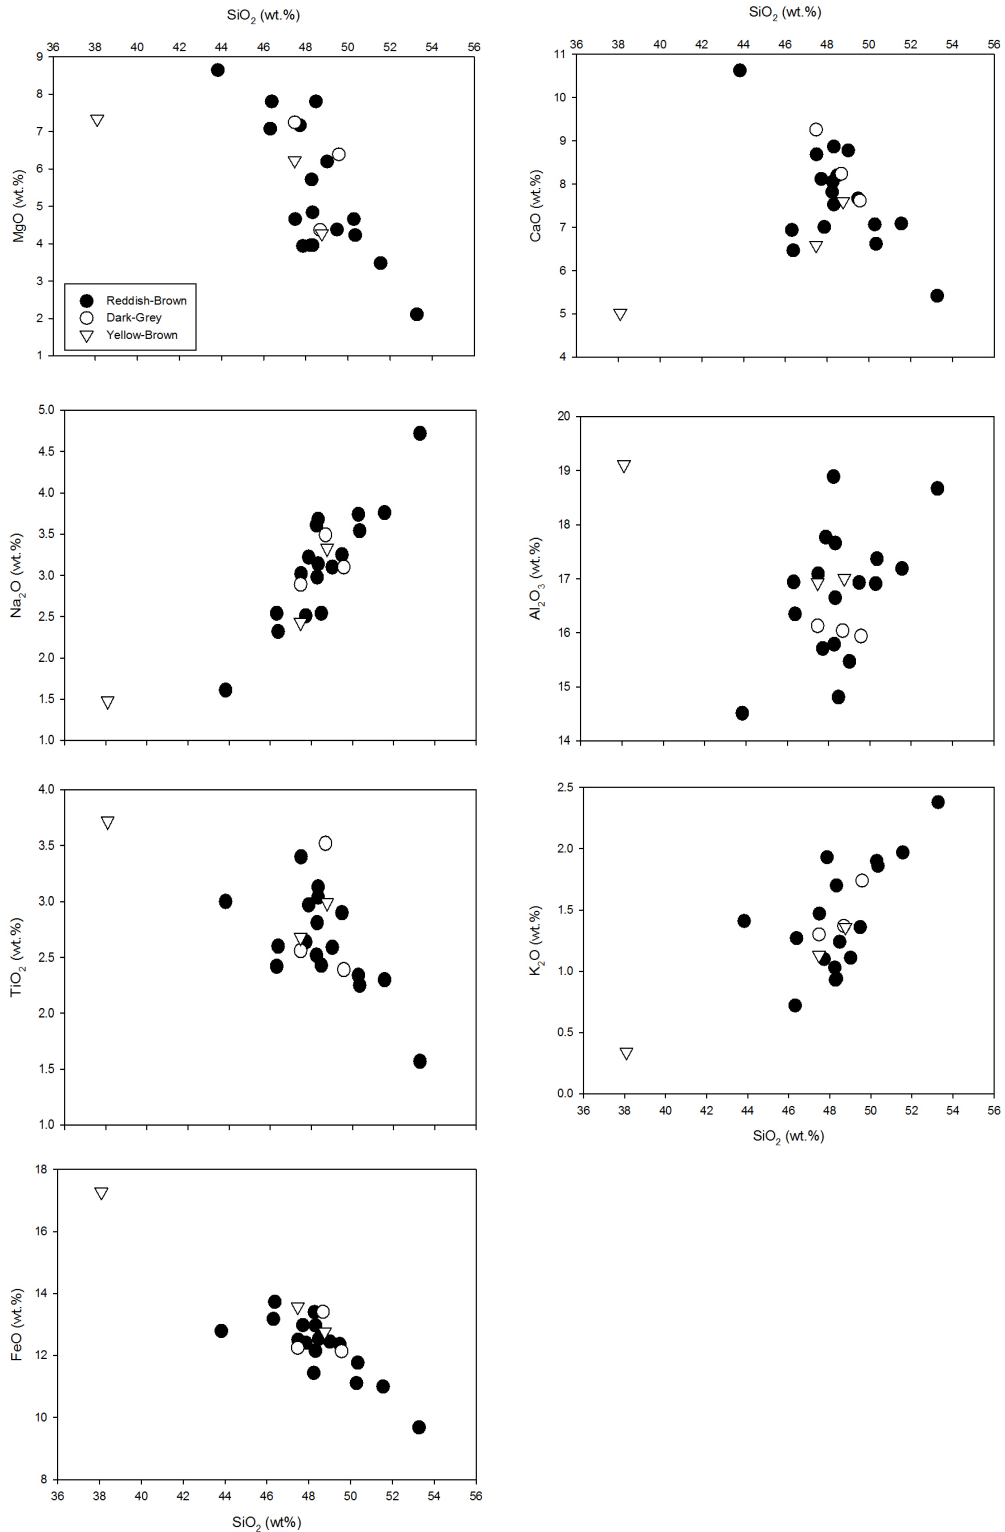 SiO2 (wt.%)
36 38 40 42 44 46 48 50 52 54 56
9
8
7
6
5
4
3
2
1
MgO (wt.%)
Reddish-Brown
Dark-Grey
Yellow-Brown
SiO2 (wt.%)
36 38 40 42 44 46 48 50 52 54 56
11
10
9
8
7
6
5
4
CaO (wt.%)
5.0
4.5
4.0
3.5
3.0
2.5
2.0
1.5
1.0
Na2O (wt.%)
20
19
18
17
16
15
14
Al2O3 (wt.%)
4.0
3.5
3.0
2.5
2.0
1.5
1.0
TiO2 (wt.%)
2.5
2.0
1.5
1.0
0.5
0.0
K2O (wt.%)
36 38 40 42 44 46 48 50 52 54 56
SiO2 (wt.%)
18
16
14
12
10
8
FeO (wt.%)
36 38 40 42 44 46 48 50 52 54 56
SiO2 (wt%)